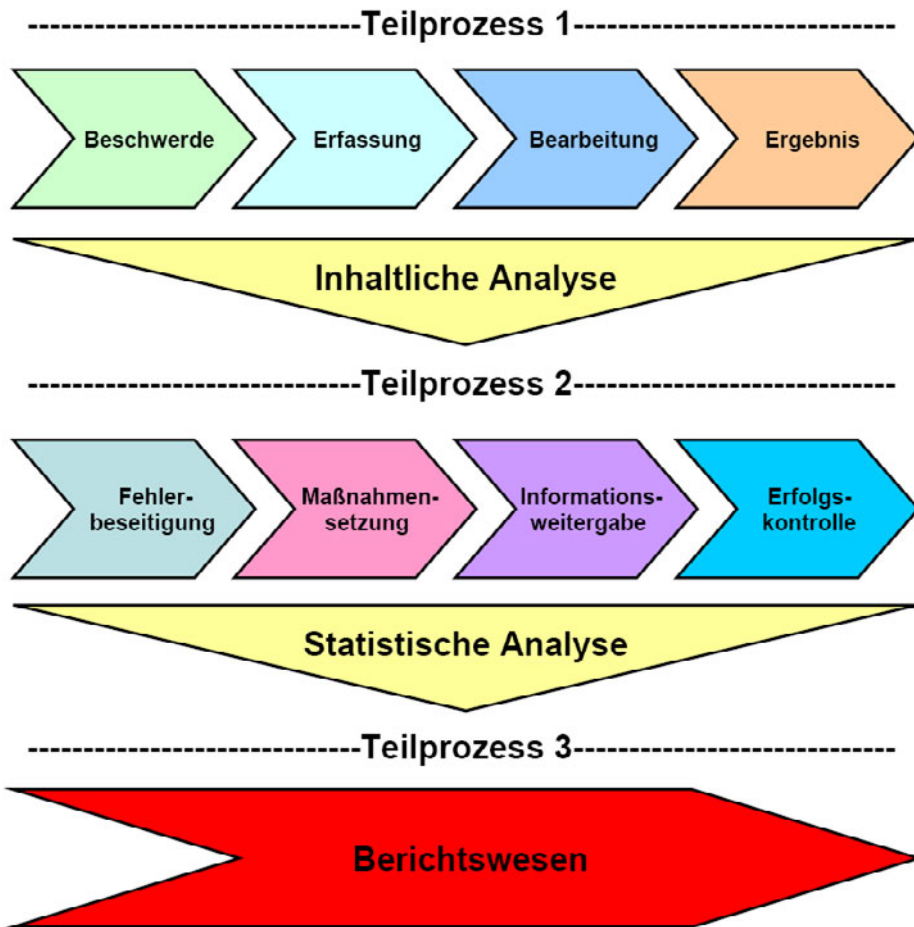 Teilprozess 1
Beschwerde
Erfassung
Bearbeitung
Ergebnis
Inhaltliche Analyse
Teilprozess 2
Fehler-
beseitigung
Maßnahmen-
setzung
Informations-
weitergabe
Erfolgs-
kontrolle
Statistische Analyse
Teilprozess 3
Berichtswesen